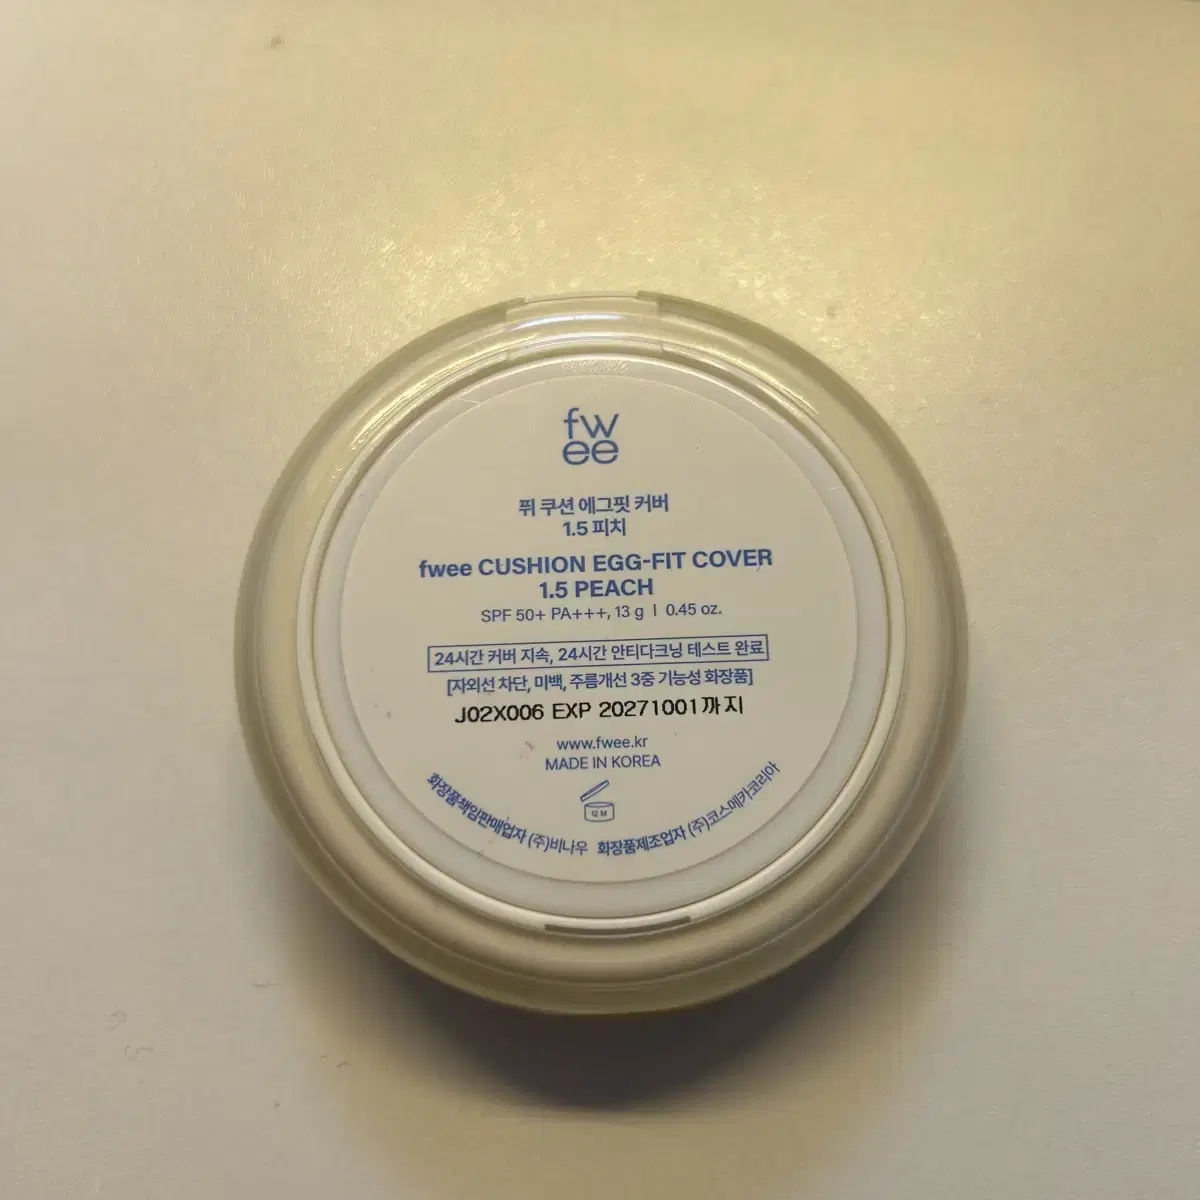 fw
ee
퓌 쿠션 에그핏 커버
1.5 피치
fwee CUSHION EGG-FIT COVER
1.5 PEACH
SPF 50+ PA+++, 13 g | 0.45 oz.
24시간 커버 지속, 24시간 안티다크닝 테스트 완료
[자외선 차단, 미백, 주름개선 3중 기능성 화장품]
J02X006 EXP 20271001까지
www.fwee.kr
MADE IN KOREA
12 M
화장품책임판매업자 (주)비나우 화장품제조업자 (주)코스메카코리아